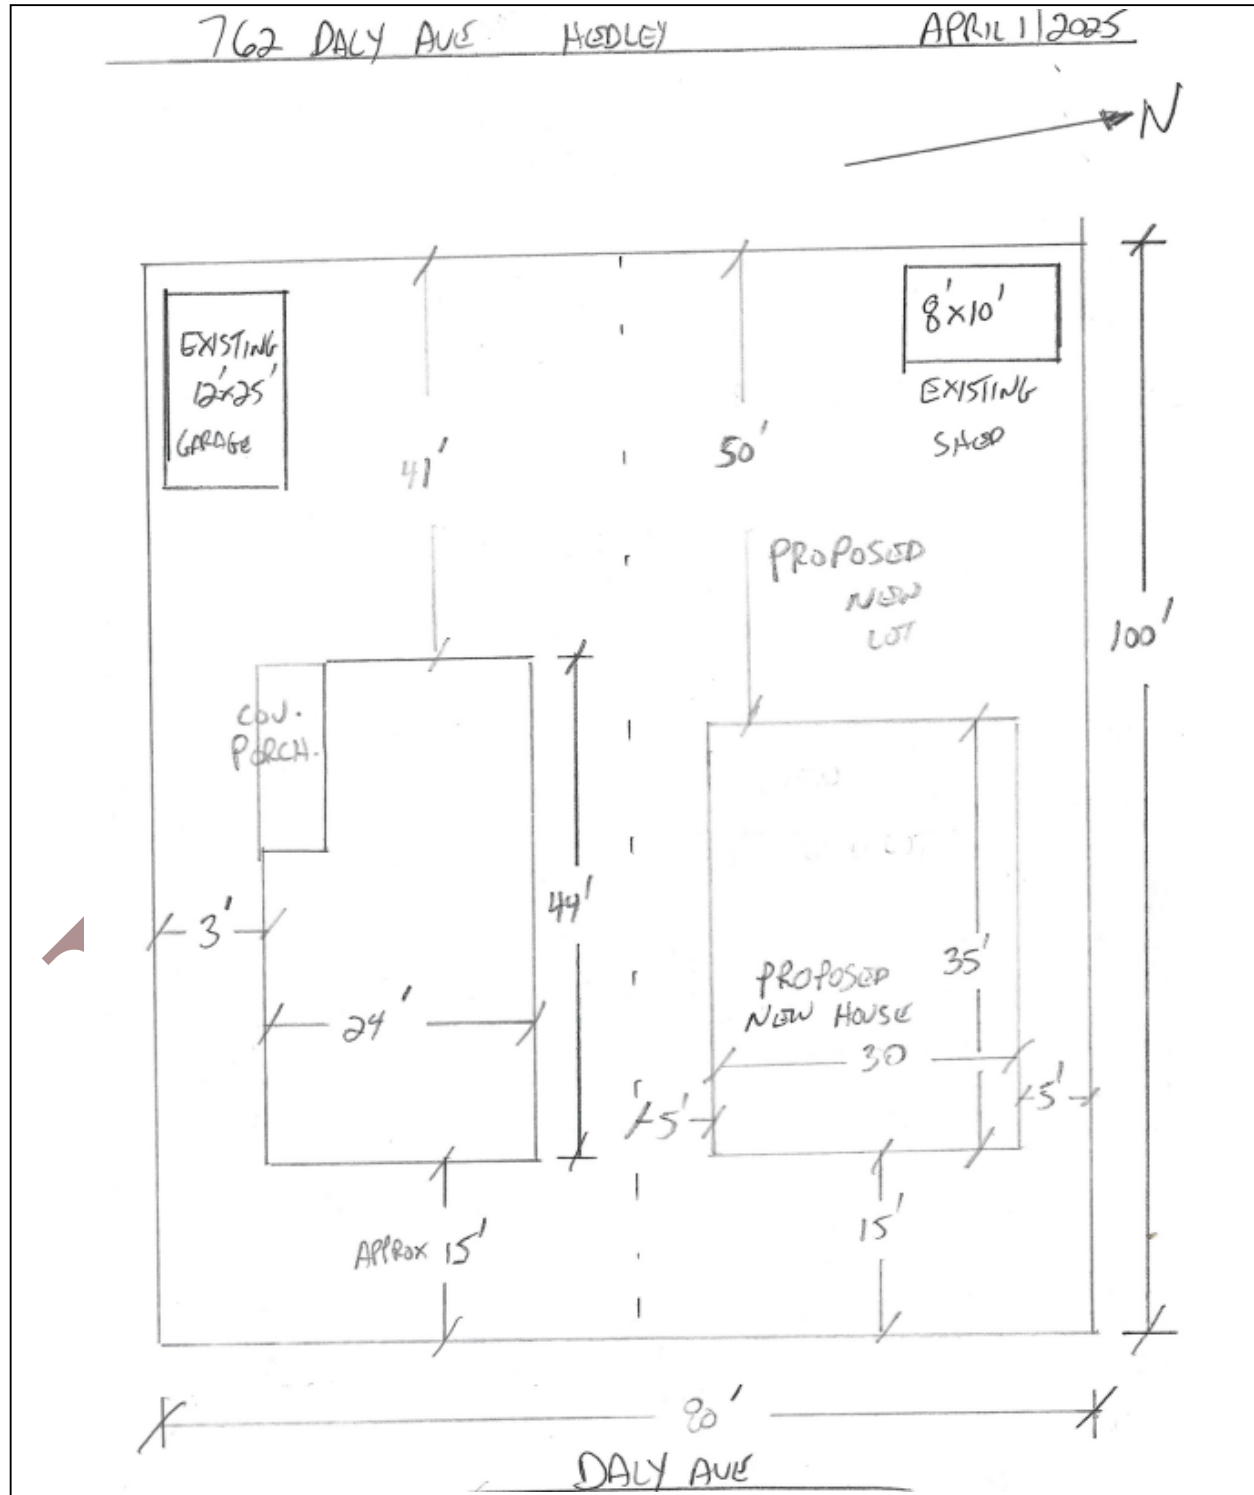 762 DALY AVE HEDLEY APRIL 1/2025
N
EXISTING
12'x25'
GARAGE
8'x10'
EXISTING
SHED
41'
50'
PROPOSED
NEW
LOT
100'
COV.
PORCH.
44'
3'
24'
35'
PROPOSED
NEW HOUSE
30
5'
5'
APPROX 15'
15'
80'
DALY AVE